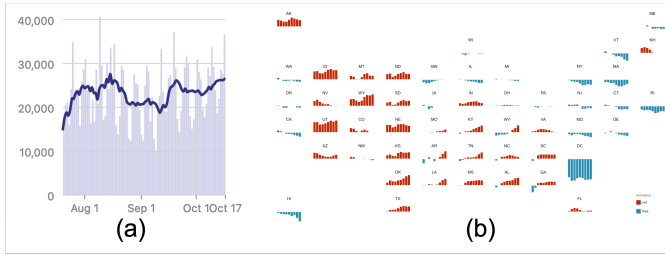 40,000
30,000
20,000
10,000
0
Aug 1 Sep 1 Oct 1 Oct 17
(a)
AK ME
WI VT NH
WA ID MT ND MN IL MI NY MA
OR NV WY SD IA IN OH PA NJ CT RI
CA UT CO NE MO KY WV VA MD DE
AZ NM KS AR TN NC SC DC
OK LA MS AL GA
HI TX FL
(b)
red
blue